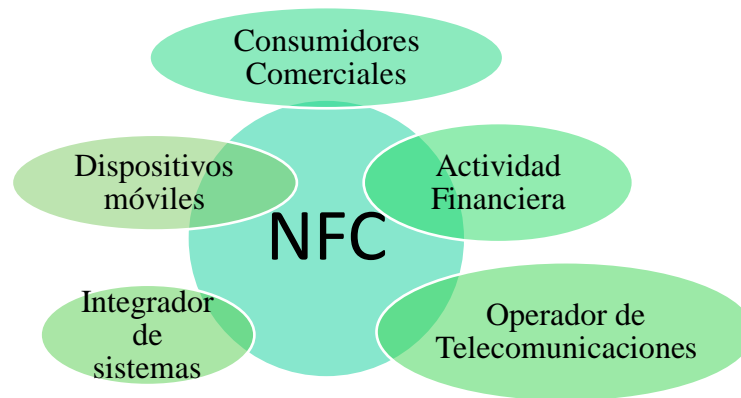 Consumidores
Comerciales
Dispositivos
móviles
Actividad
Financiera
NFC
Integrador
de
sistemas
Operador de
Telecomunicaciones